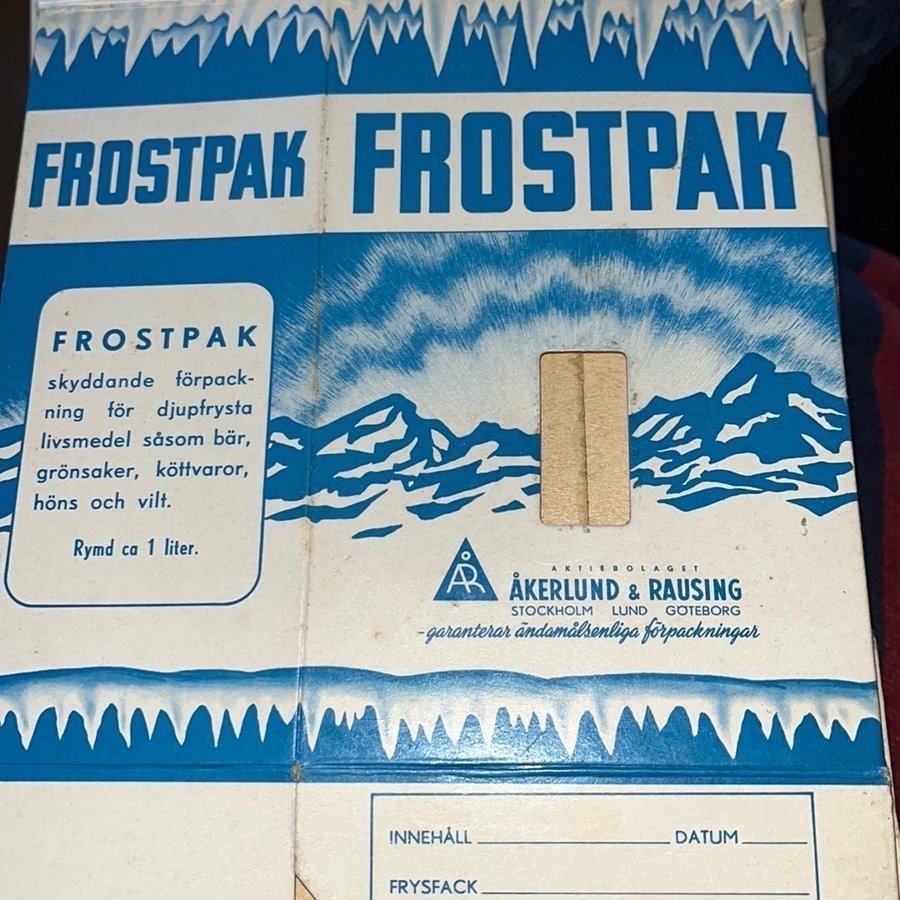 FROSTPAK
FROSTPAK
FROSTPAK
skyddande förpack-
ning för djupfrysta
livsmedel såsom bär,
grönsaker, köttvaror,
höns och vilt.
Rymd ca 1 liter.
ÅR
AKTIEBOLAGET
ÅKERLUND & RAUSING
STOCKHOLM LUND GÖTEBORG
-garanterar ändamålsenliga förpackningar
INNEHÅLL DATUM
FRYSFACK